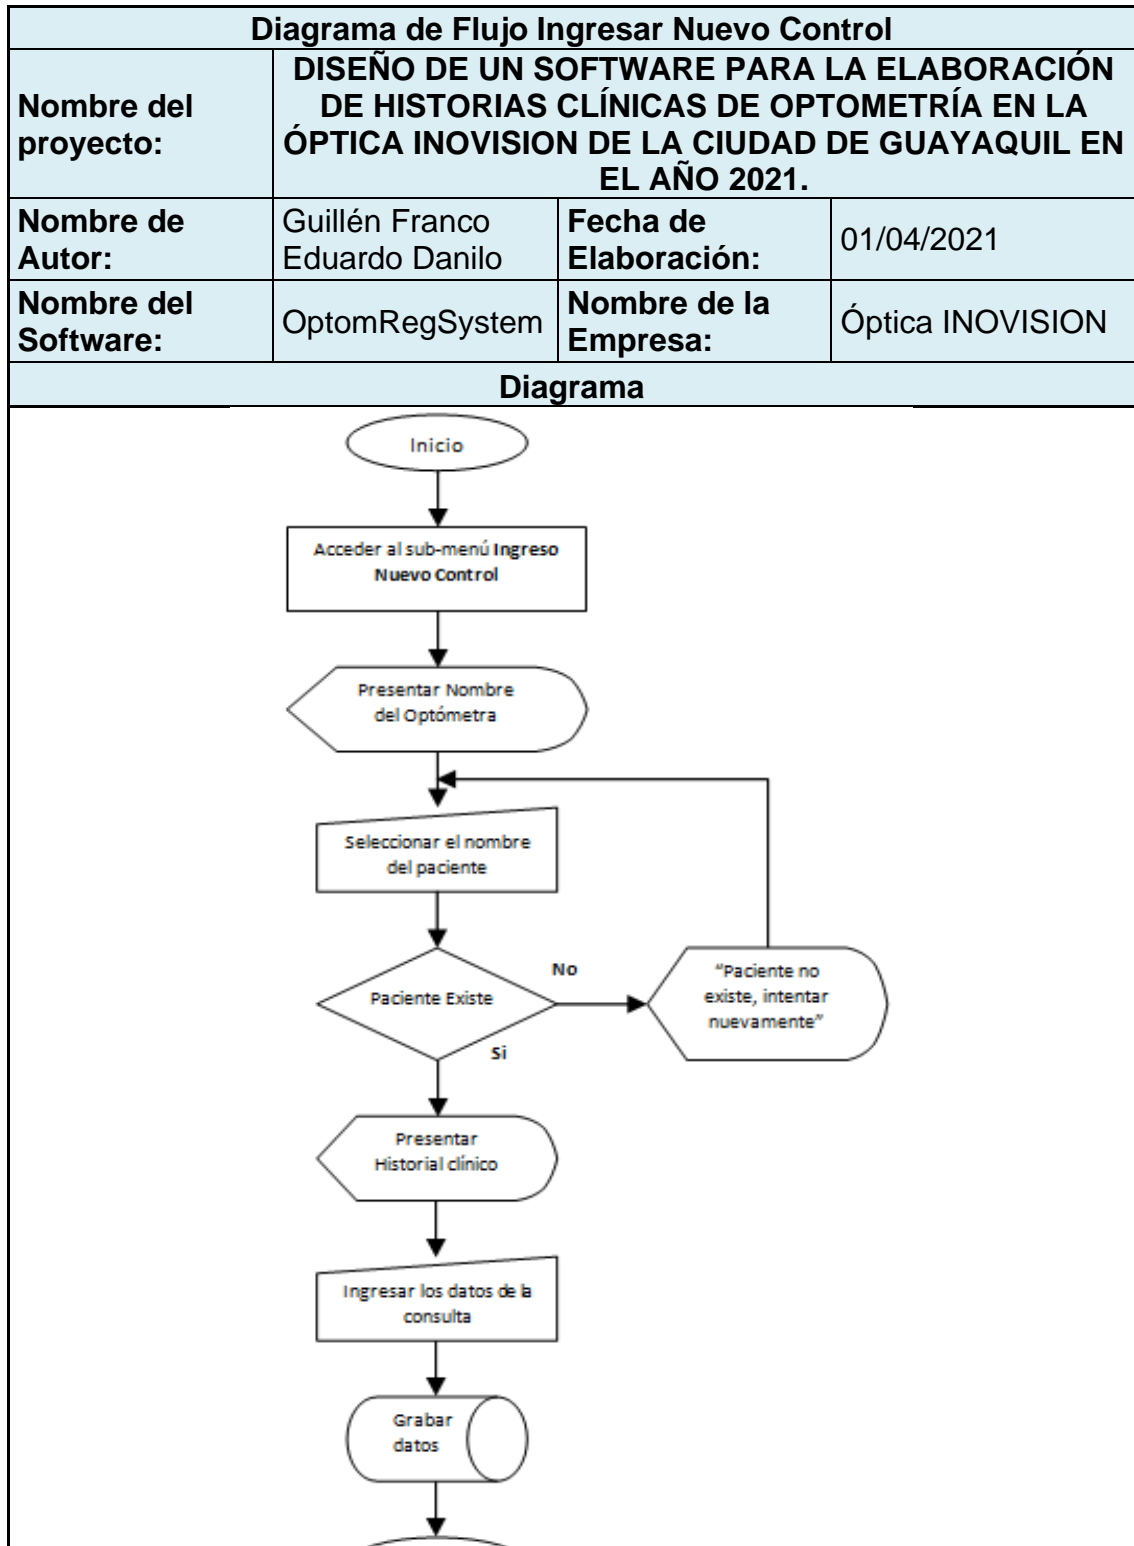 Diagrama de Flujo Ingresar Nuevo Control
Nombre del
proyecto:
DISEÑO DE UN SOFTWARE PARA LA ELABORACIÓN
DE HISTORIAS CLÍNICAS DE OPTOMETRÍA EN LA
ÓPTICA INOVISION DE LA CIUDAD DE GUAYAQUIL EN
EL AÑO 2021.
Nombre de
Autor:
Guillén Franco
Eduardo Danilo
Fecha de
Elaboración:
01/04/2021
Nombre del
Software:
OptomRegSystem
Nombre de la
Empresa:
Óptica INOVISION
Diagrama
Inicio
Acceder al sub-menú Ingreso
Nuevo Control
Presentar Nombre
del Optómetra
Seleccionar el nombre
del paciente
Paciente Existe
No
"Paciente no
existe, intentar
nuevamente"
Si
Presentar
Historial clínico
Ingresar los datos de la
consulta
Grabar
datos